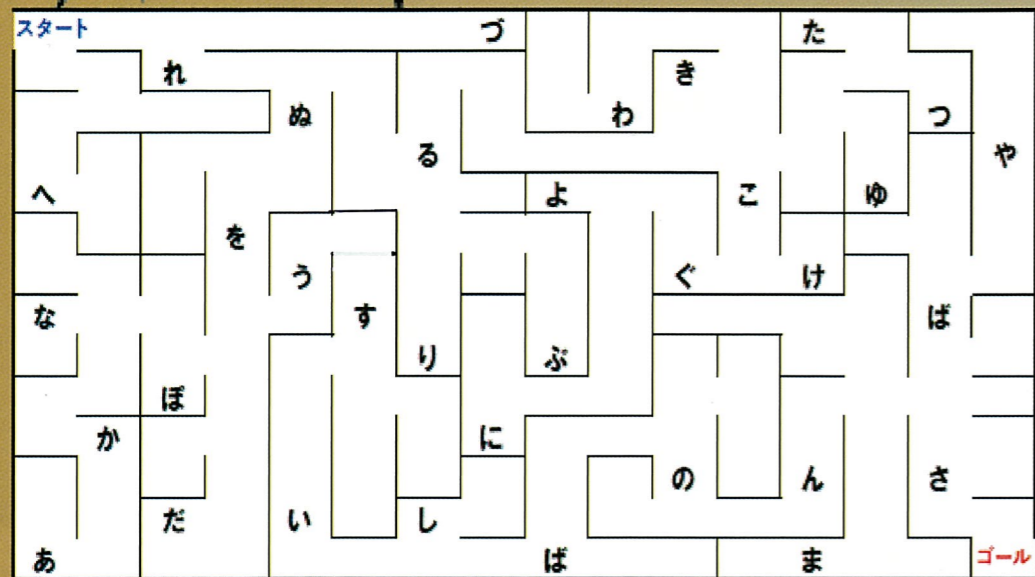 スタート づ た
れ き
ぬ わ つ
る や
へ よ こ ゆ
を
う ぐ け
な す ば
り ぶ
ぽ
か に
の ん さ
だ い し
あ ば ま ゴール